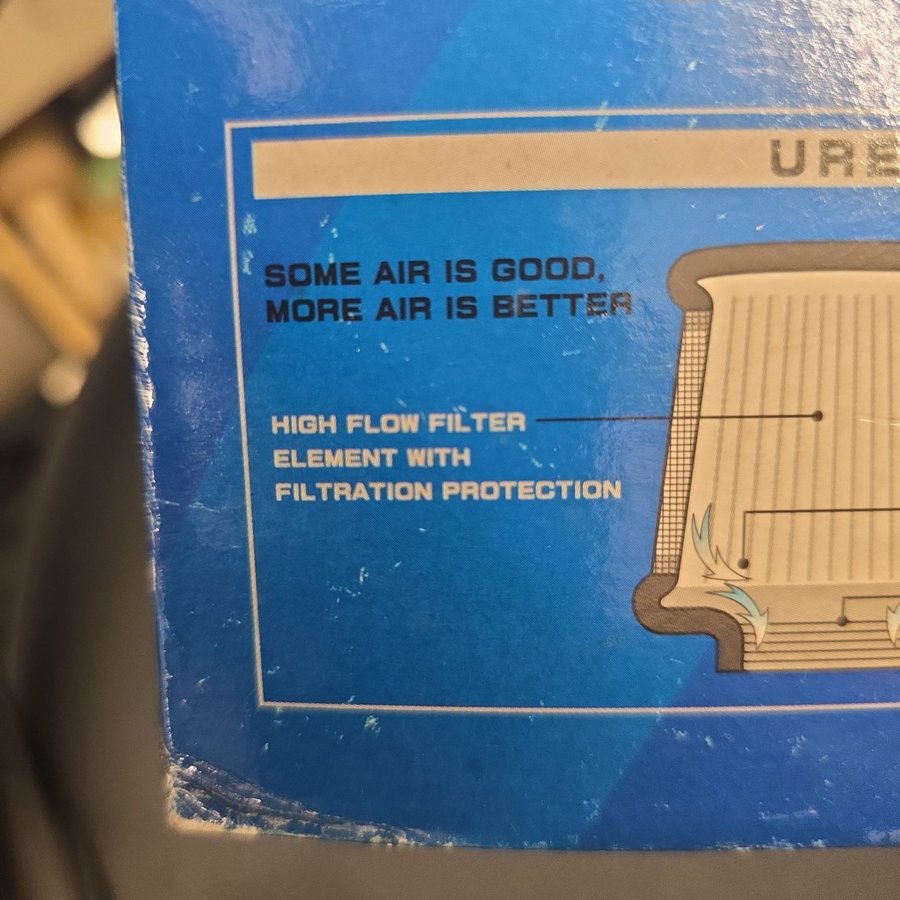 URE
SOME AIR IS GOOD,
MORE AIR IS BETTER
HIGH FLOW FILTER
ELEMENT WITH
FILTRATION PROTECTION